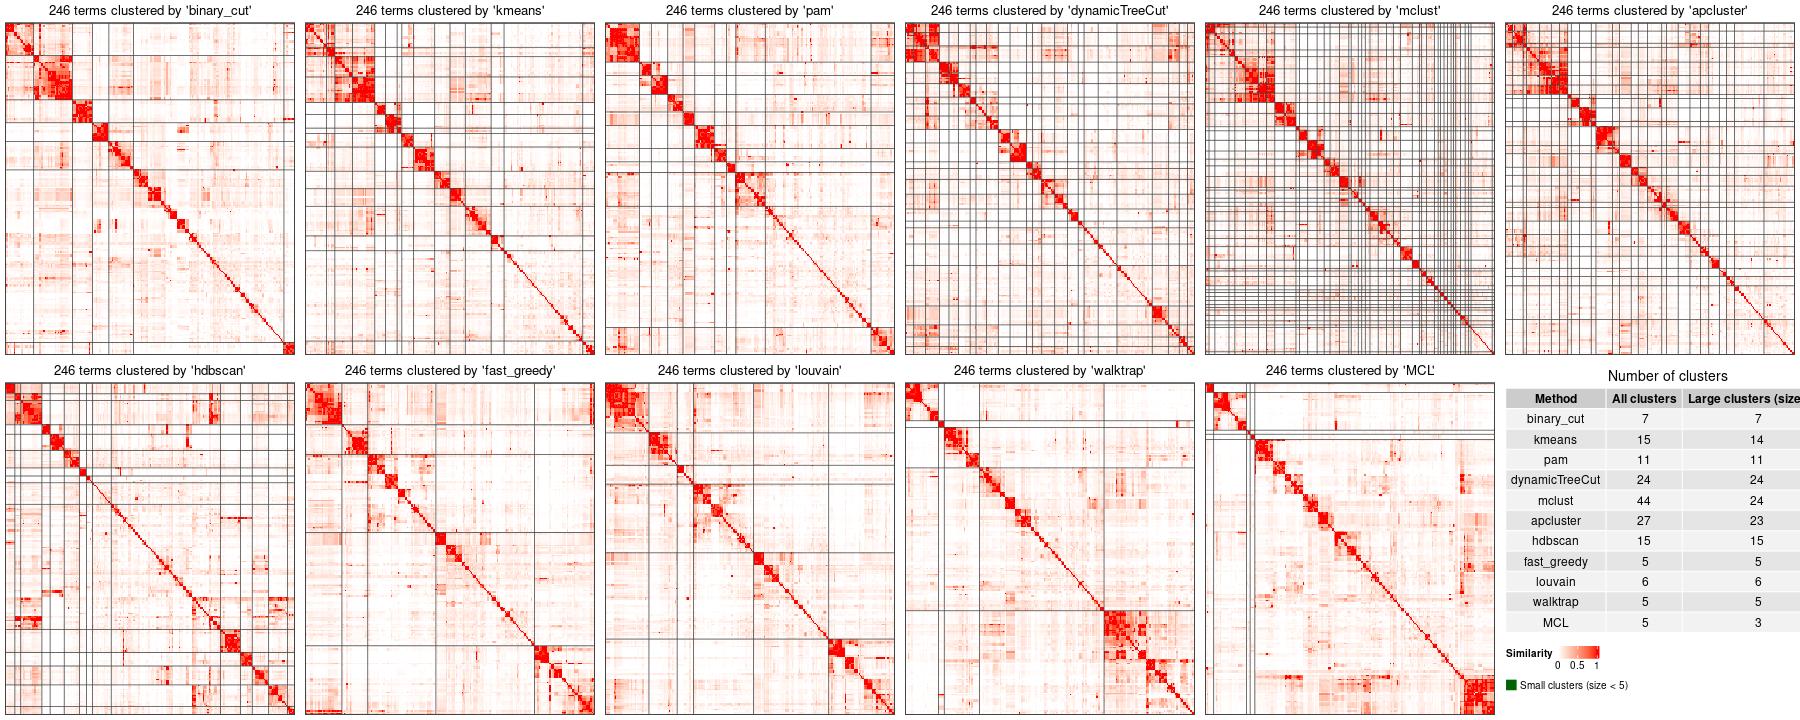 246 terms clustered by 'binary_cut'
246 terms clustered by 'kmeans'
246 terms clustered by 'pam'
246 terms clustered by 'dynamicTreeCut'
246 terms clustered by 'mclust'
246 terms clustered by 'apcluster'
246 terms clustered by 'hdbscan'
246 terms clustered by 'fast_greedy'
246 terms clustered by 'louvain'
246 terms clustered by 'walktrap'
246 terms clustered by 'MCL'
Number of clusters
Method All clusters Large clusters (size
binary_cut 7 7
kmeans 15 14
pam 11 11
dynamicTreeCut 24 24
mclust 44 24
apcluster 27 23
hdbscan 15 15
fast_greedy 5 5
louvain 6 6
walktrap 5 5
MCL 5 3
Similarity
0 0.5 1
Small clusters (size < 5)